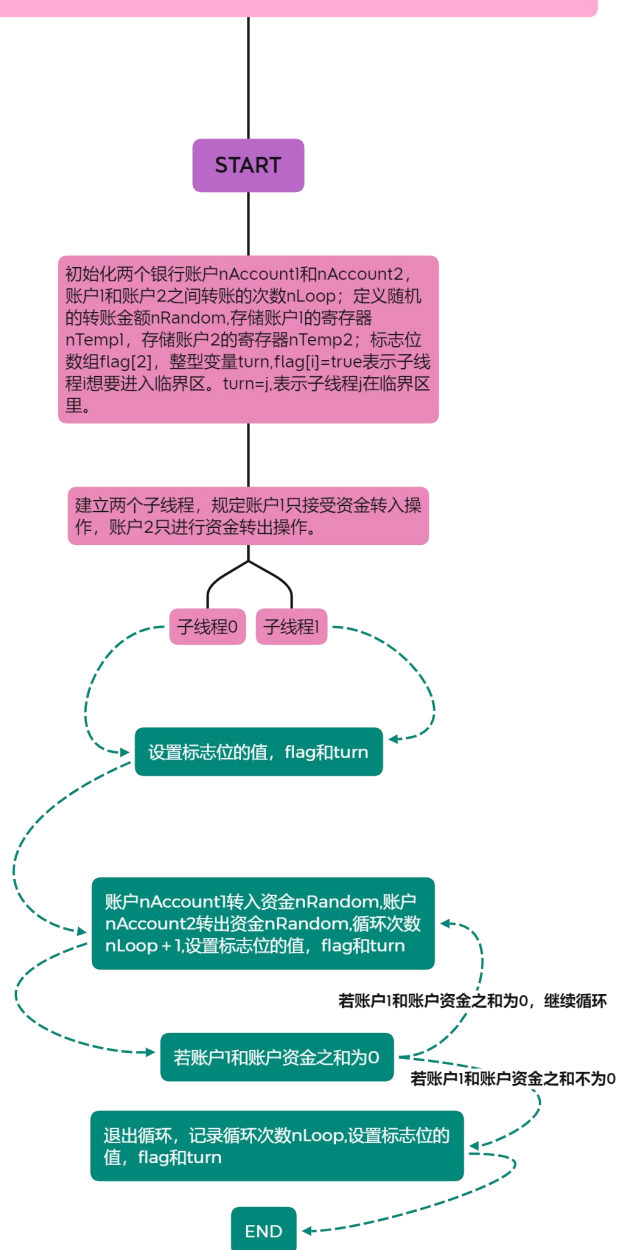 START
初始化两个银行账户nAccount1和nAccount2，
账户1和账户2之间转账的次数nLoop；定义随机
的转账金额nRandom,存储账户1的寄存器
nTemp1，存储账户2的寄存器nTemp2；标志位
数组flag[2]，整型变量turn,flag[i]=true表示子线
程i想要进入临界区。turn=j,表示子线程j在临界区
里。
建立两个子线程，规定账户1只接受资金转入操
作，账户2只进行资金转出操作。
子线程0
子线程1
设置标志位的值，flag和turn
账户nAccount1转入资金nRandom,账户
nAccount2转出资金nRandom,循环次数
nLoop+1,设置标志位的值，flag和turn
若账户1和账户资金之和为0，继续循环
若账户1和账户资金之和为0
若账户1和账户资金之和不为0
退出循环，记录循环次数nLoop,设置标志位的
值，flag和turn
END